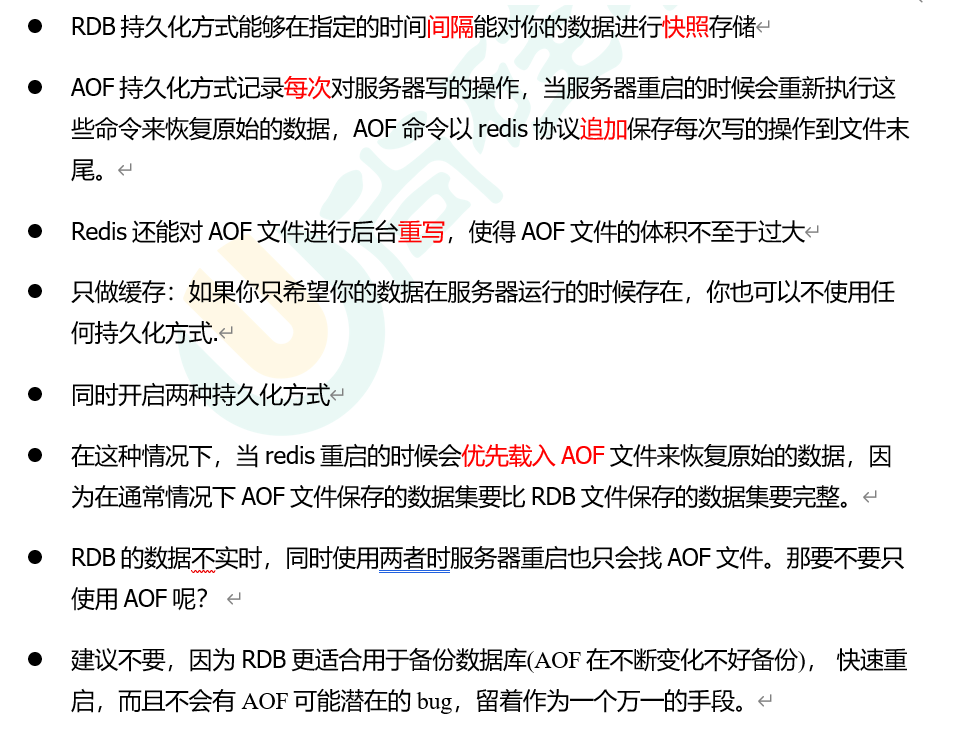 RDB 持久化方式能够在指定的时间间隔能对你的数据进行快照存储
AOF 持久化方式记录每次对服务器写的操作，当服务器重启的时候会重新执行这
些命令来恢复原始的数据，AOF 命令以 redis 协议追加保存每次写的操作到文件末
尾。
Redis 还能对 AOF 文件进行后台重写，使得 AOF 文件的体积不至于过大
只做缓存：如果你只希望你的数据在服务器运行的时候存在，你也可以不使用任
何持久化方式.
同时开启两种持久化方式
在这种情况下，当 redis 重启的时候会优先载入 AOF 文件来恢复原始的数据，因
为在通常情况下 AOF 文件保存的数据集要比 RDB 文件保存的数据集要完整。
RDB 的数据不实时，同时使用两者时服务器重启也只会找 AOF 文件。那要不要只
使用 AOF 呢？
建议不要，因为 RDB 更适合用于备份数据库(AOF 在不断变化不好备份)， 快速重
启，而且不会有 AOF 可能潜在的 bug，留着作为一个万一的手段。